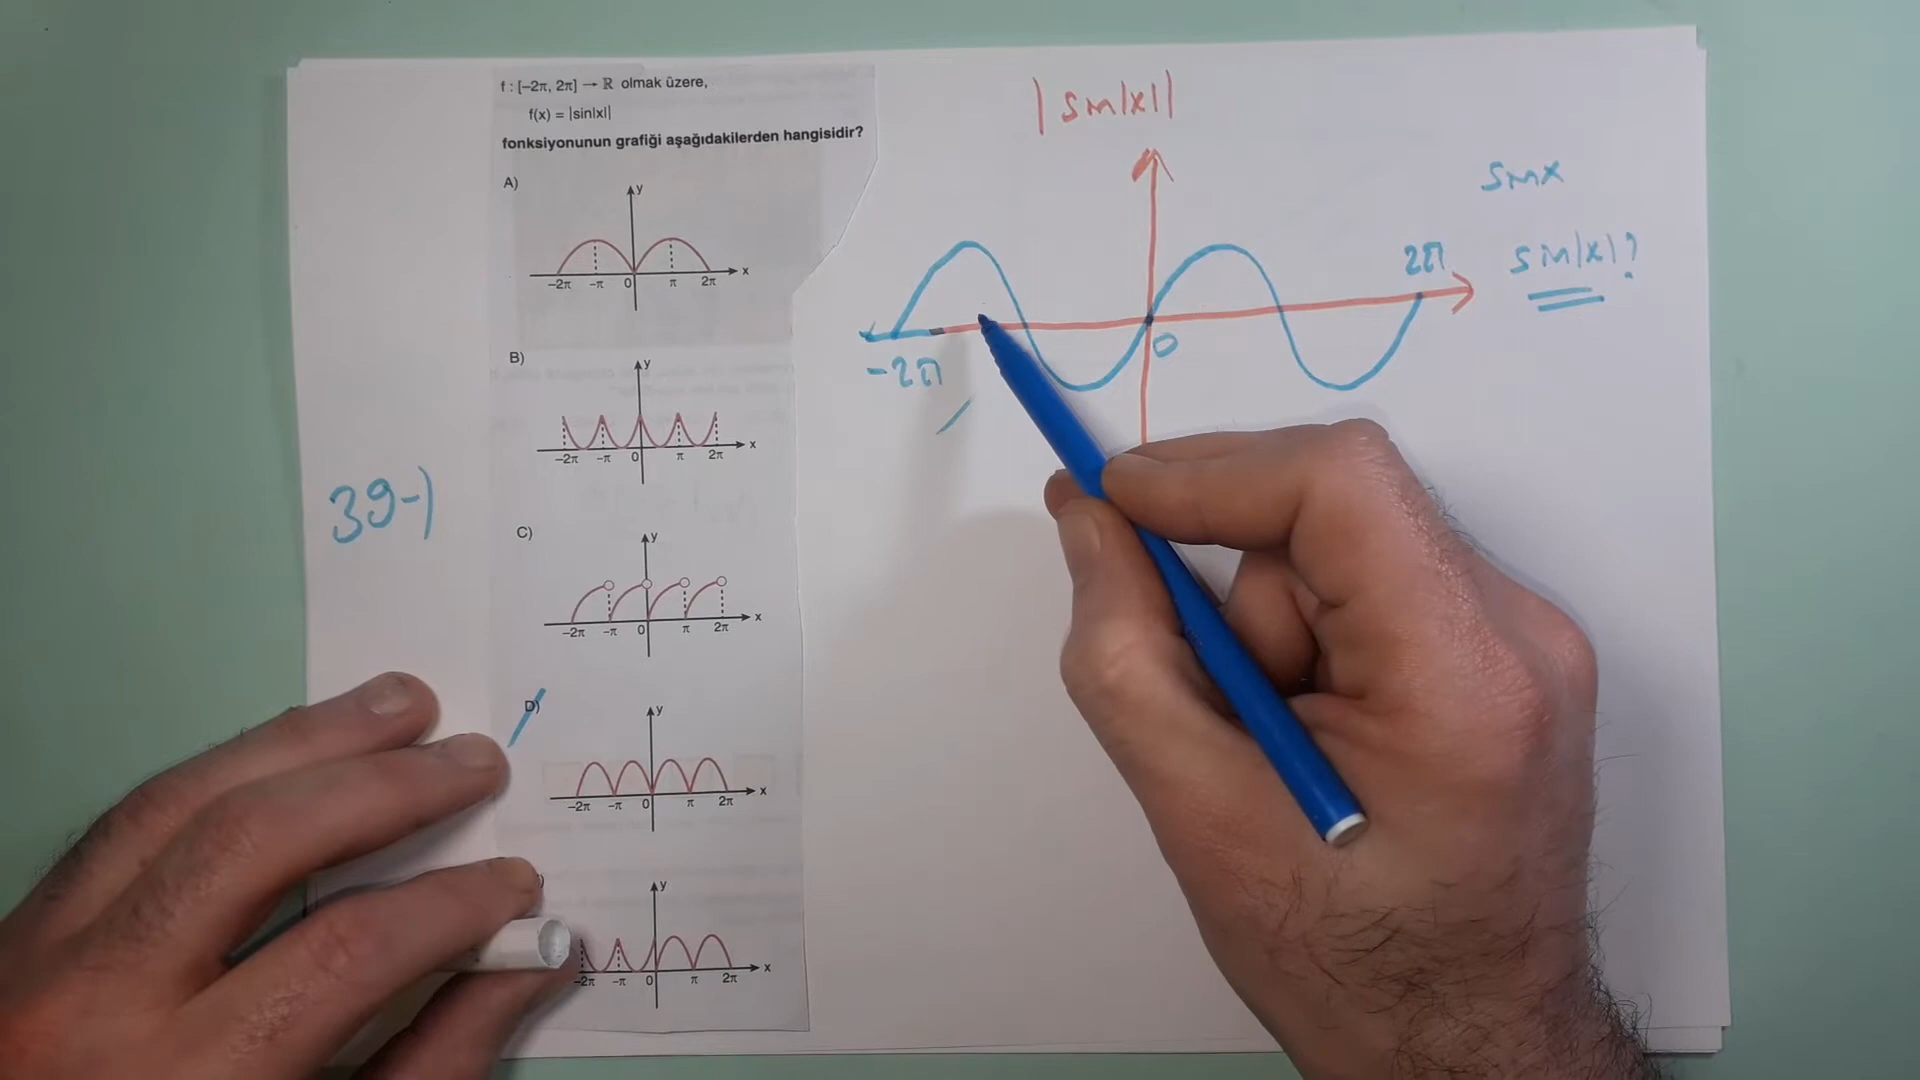 f : [−2π, 2π] → ℝ olmak üzere,
f(x) = |sin|x||
fonksiyonunun grafiği aşağıdakilerden hangisidir?
A)
y
−2π −π 0 π 2π x
B)
y
−2π −π 0 π 2π x
C)
y
−2π −π 0 π 2π x
D)
y
−2π −π 0 π 2π x
)
y
−2π −π 0 π 2π x
39-)
|sin|x||
sinx
sin|x|?
2π
-2π
0